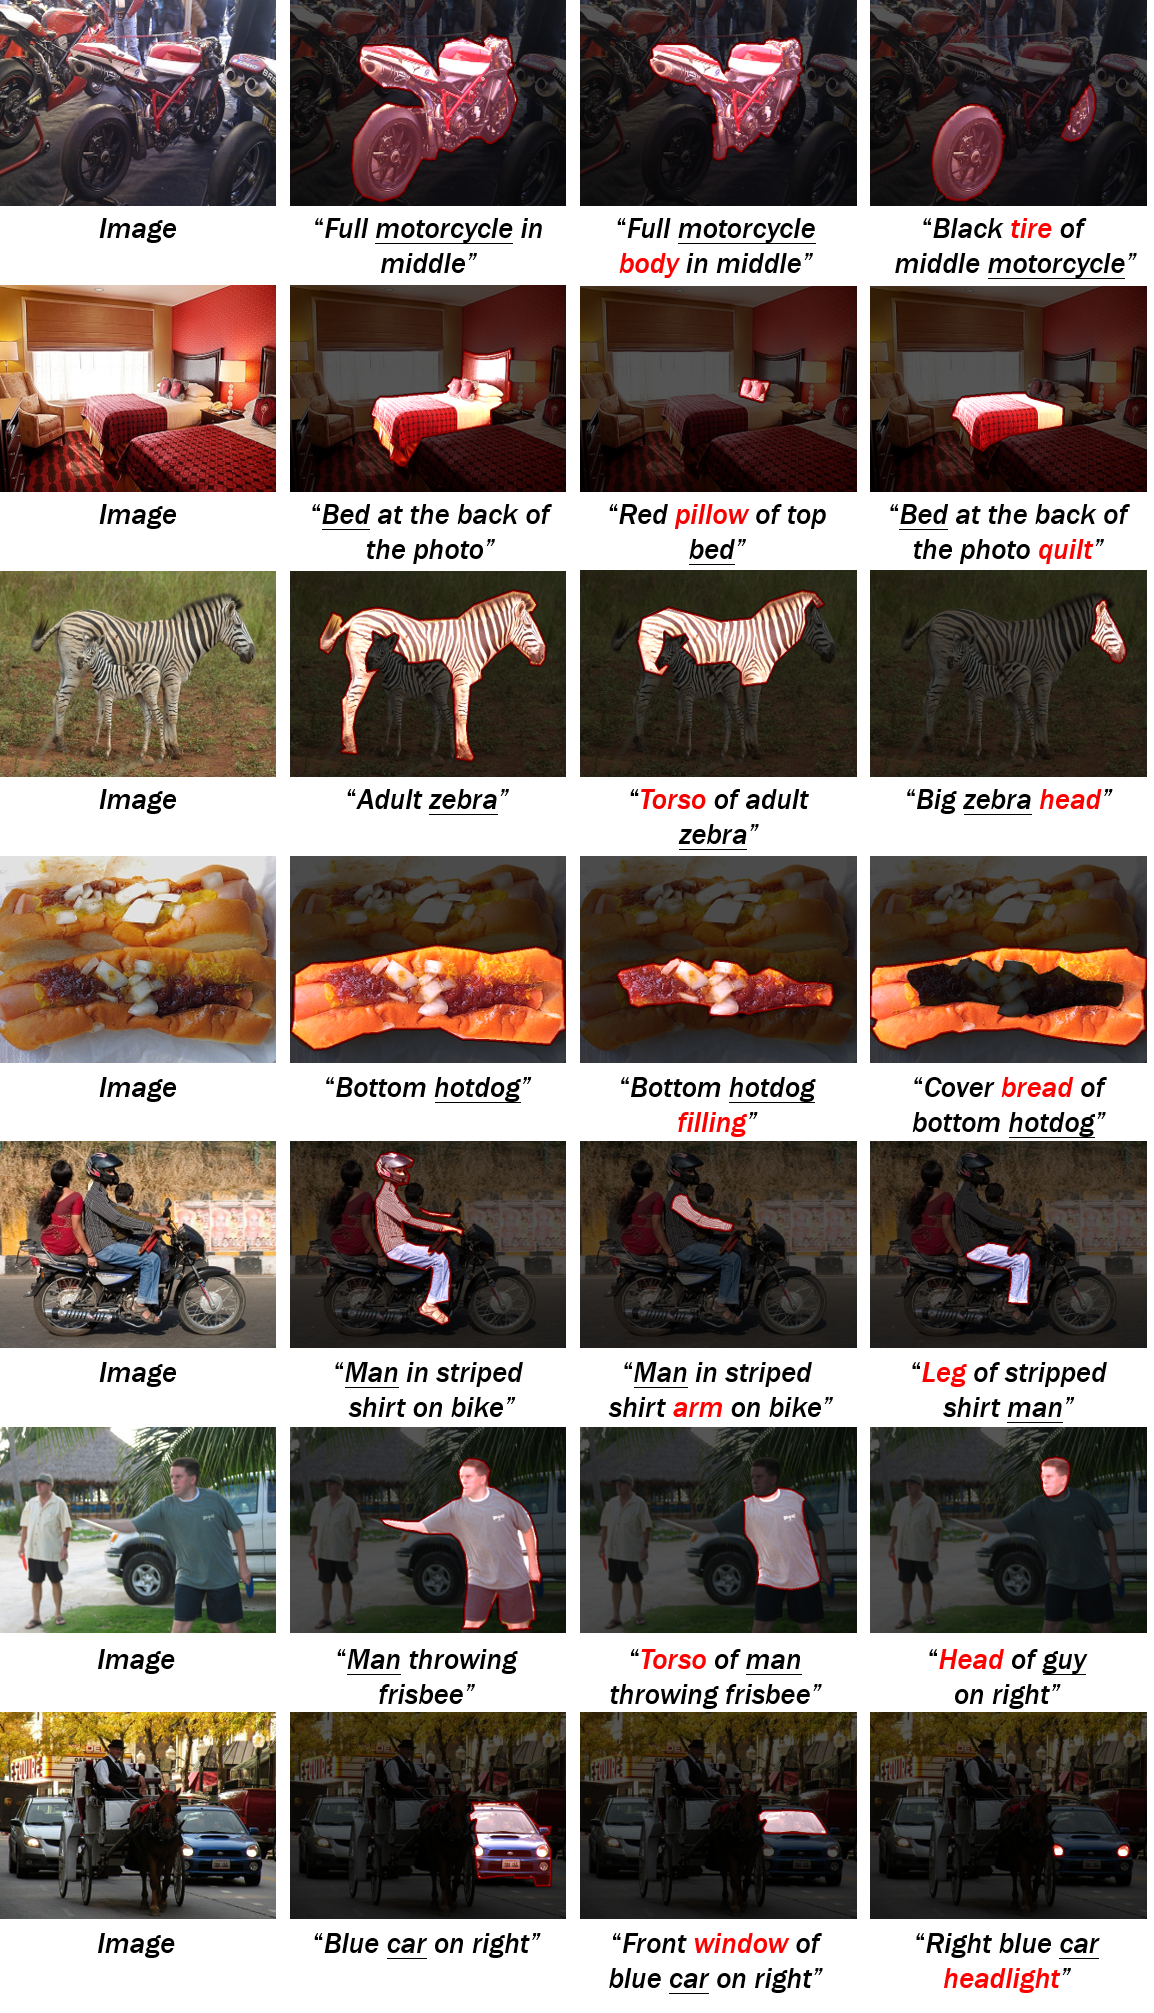 Image
“Full motorcycle in
middle”
“Full motorcycle
body in middle”
“Black tire of
middle motorcycle”
Image
“Bed at the back of
the photo”
“Red pillow of top
bed”
“Bed at the back of
the photo quilt”
Image
“Adult zebra”
“Torso of adult
zebra”
“Big zebra head”
Image
“Bottom hotdog”
“Bottom hotdog
filling”
“Cover bread of
bottom hotdog”
Image
“Man in striped
shirt on bike”
“Man in striped
shirt arm on bike”
“Leg of stripped
shirt man”
Image
“Man throwing
frisbee”
“Torso of man
throwing frisbee”
“Head of guy
on right”
Image
“Blue car on right”
“Front window of
blue car on right”
“Right blue car
headlight”